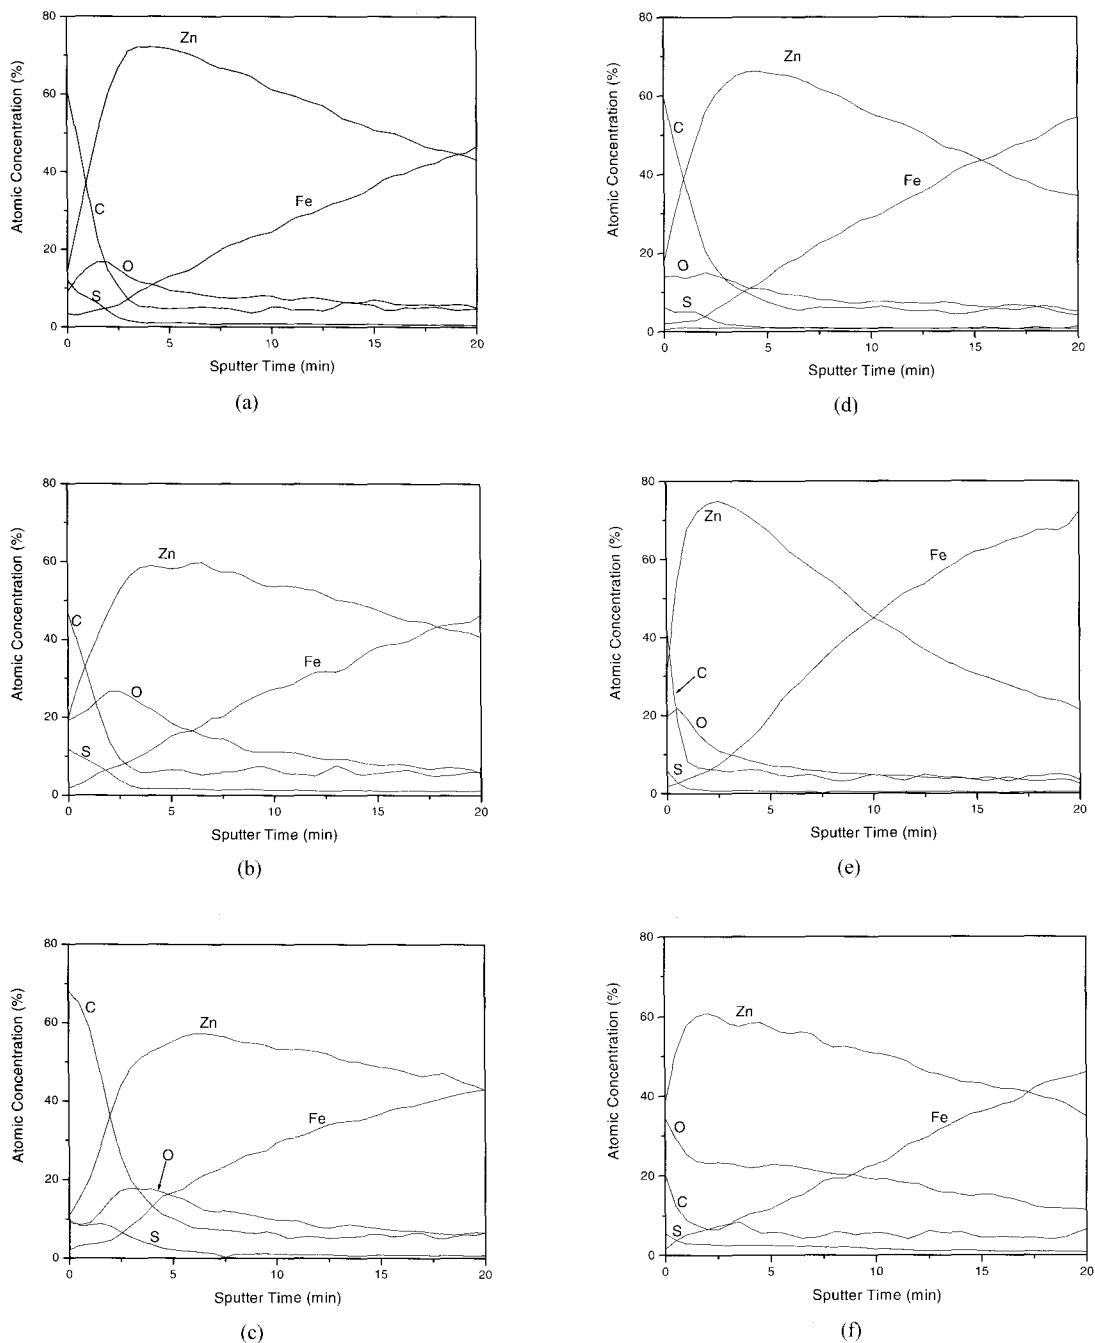 80
60
40
20
0
Atomic Concentration (%)
Zn
C
O
S
Fe
0 5 10 15 20
Sputter Time (min)
(a)
80
60
40
20
0
Atomic Concentration (%)
Zn
C
O
S
Fe
0 5 10 15 20
Sputter Time (min)
(d)
80
60
40
20
0
Atomic Concentration (%)
Zn
C
O
S
Fe
0 5 10 15 20
Sputter Time (min)
(b)
80
60
40
20
0
Atomic Concentration (%)
Zn
Fe
C
O
S
0 5 10 15 20
Sputter Time (min)
(e)
80
60
40
20
0
Atomic Concentration (%)
C
Zn
Fe
O
S
0 5 10 15 20
Sputter Time (min)
(c)
80
60
40
20
0
Atomic Concentration (%)
Zn
O
Fe
C
S
0 5 10 15 20
Sputter Time (min)
(f)